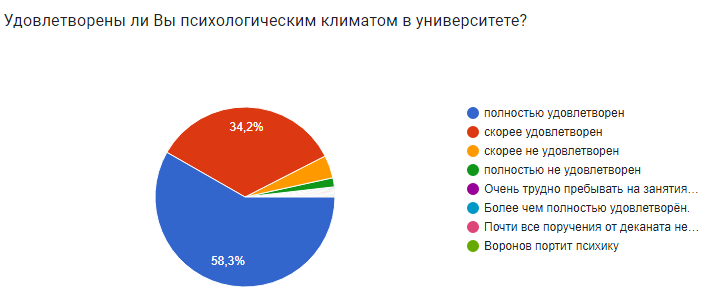 Удовлетворены ли Вы психологическим климатом в университете?
34,2%
58,3%
полностью удовлетворен
скорее удовлетворен
скорее не удовлетворен
полностью не удовлетворен
Очень трудно пребывать на занятия…
Более чем полностью удовлетворён.
Почти все поручения от деканата не…
Воронов портит психику